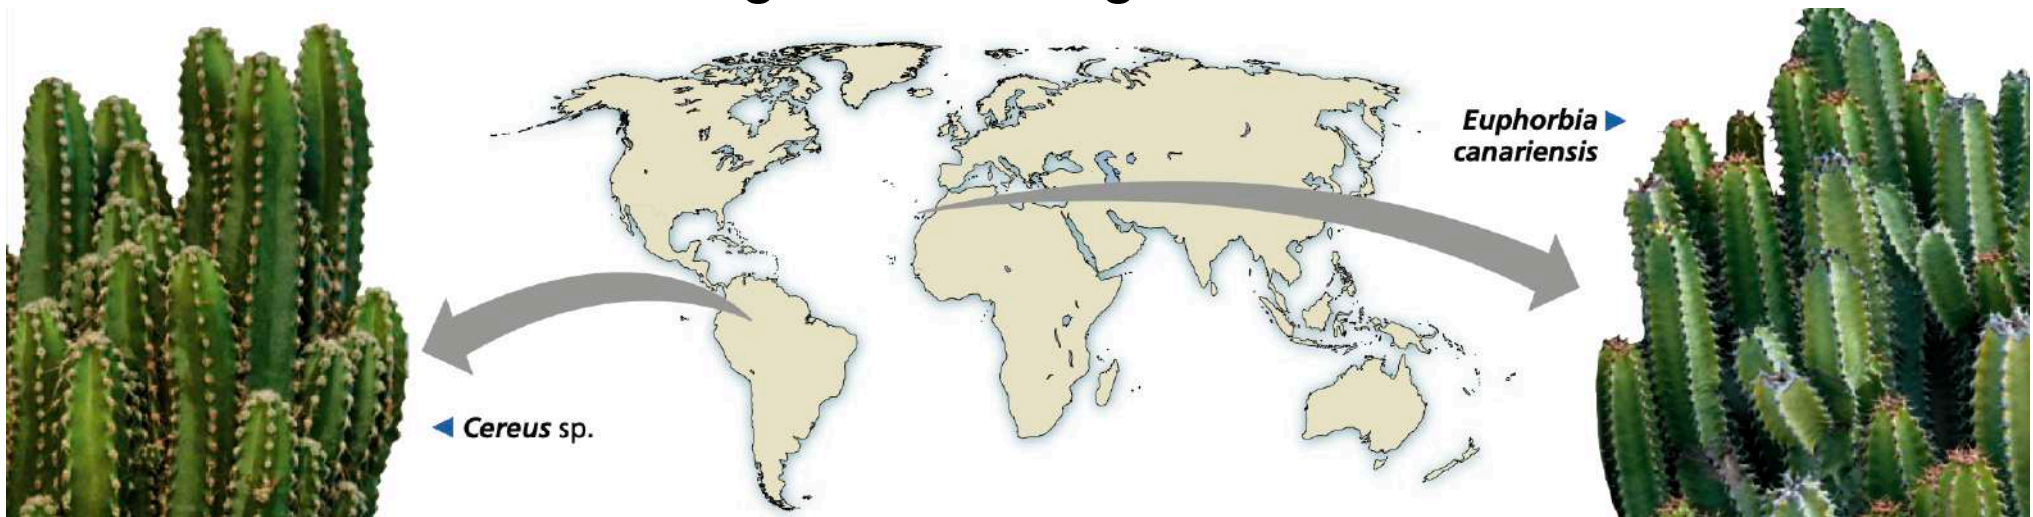 Euphorbia ▶
canariensis
◀ Cereus sp.